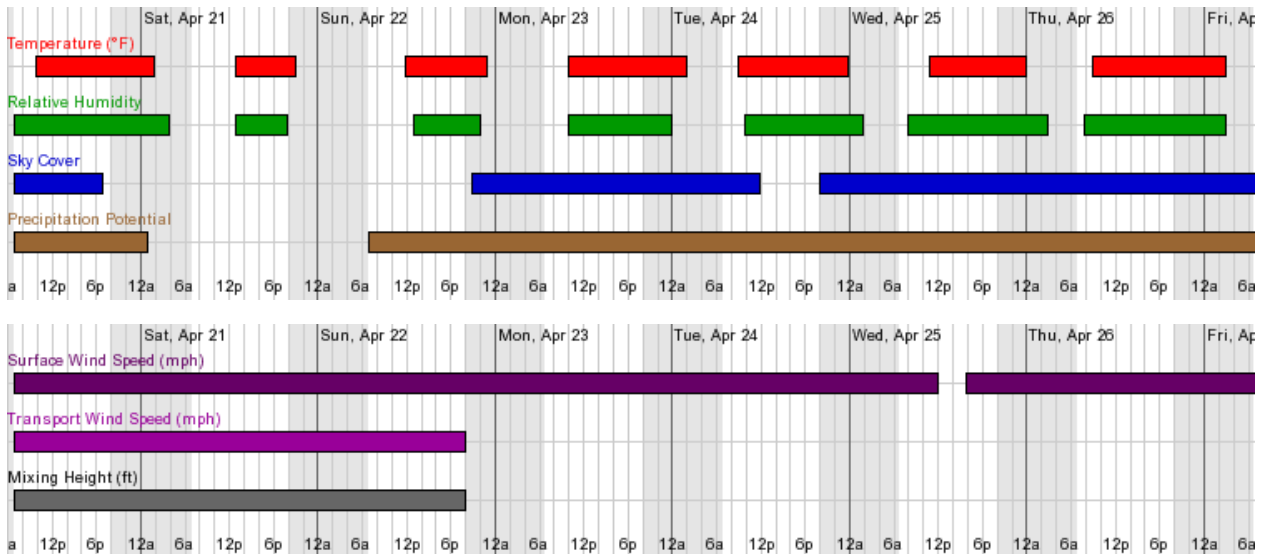 Sat, Apr 21 Sun, Apr 22 Mon, Apr 23 Tue, Apr 24 Wed, Apr 25 Thu, Apr 26 Fri, Ap
Temperature (°F)
Relative Humidity
Sky Cover
Precipitation Potential
a 12p 6p 12a 6a 12p 6p 12a 6a 12p 6p 12a 6a 12p 6p 12a 6a 12p 6p 12a 6a 12p 6p 12a 6a 12p 6p 12a 6a
Sat, Apr 21 Sun, Apr 22 Mon, Apr 23 Tue, Apr 24 Wed, Apr 25 Thu, Apr 26 Fri, Ap
Surface Wind Speed (mph)
Transport Wind Speed (mph)
Mixing Height (ft)
a 12p 6p 12a 6a 12p 6p 12a 6a 12p 6p 12a 6a 12p 6p 12a 6a 12p 6p 12a 6a 12p 6p 12a 6a 12p 6p 12a 6a